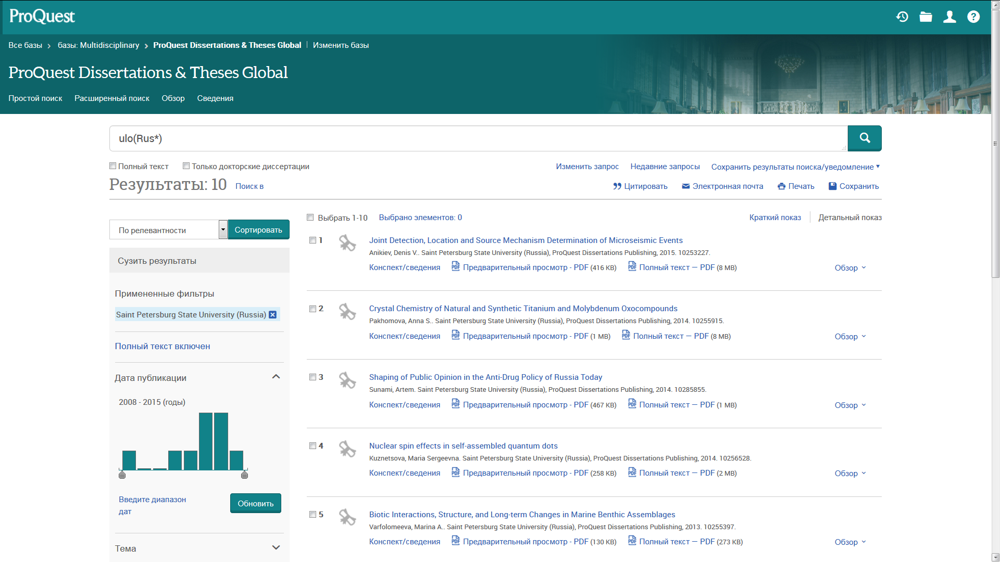 ProQuest
Все базы базы: Multidisciplinary ProQuest Dissertations & Theses Global Изменить базы
ProQuest Dissertations & Theses Global
Простой поиск Расширенный поиск Обзор Сведения
ulo(Rus*)
Полный текст Только докторские диссертации Изменить запрос Недавние запросы Сохранить результаты поиска/уведомление
Результаты: 10 Поиск в Цитировать Электронная почта Печать Сохранить
Выбрать 1-10 Выбрано элементов: 0 Краткий показ Детальный показ
По релевантности Сортировать
Сузить результаты
Примененные фильтры
Saint Petersburg State University (Russia)
Полный текст включен
Дата публикации
2008 - 2015 (годы)
Введите диапазон
дат
Обновить
Тема
1 Joint Detection, Location and Source Mechanism Determination of Microseismic Events
Anikiev, Denis V.. Saint Petersburg State University (Russia), ProQuest Dissertations Publishing, 2015. 10253227.
Конспект/сведения PDF Предварительный просмотр - PDF (416 KB) PDF Полный текст — PDF (8 MB) Обзор
2 Crystal Chemistry of Natural and Synthetic Titanium and Molybdenum Oxocompounds
Pakhomova, Anna S.. Saint Petersburg State University (Russia), ProQuest Dissertations Publishing, 2014. 10255915.
Конспект/сведения PDF Предварительный просмотр - PDF (1 MB) PDF Полный текст — PDF (8 MB) Обзор
3 Shaping of Public Opinion in the Anti-Drug Policy of Russia Today
Sunami, Artem. Saint Petersburg State University (Russia), ProQuest Dissertations Publishing, 2014. 10285855.
Конспект/сведения PDF Предварительный просмотр - PDF (467 KB) PDF Полный текст — PDF (1 MB) Обзор
4 Nuclear spin effects in self-assembled quantum dots
Kuznetsova, Maria Sergeevna. Saint Petersburg State University (Russia), ProQuest Dissertations Publishing, 2014. 10256528.
Конспект/сведения PDF Предварительный просмотр - PDF (258 KB) PDF Полный текст — PDF (2 MB) Обзор
5 Biotic Interactions, Structure, and Long-term Changes in Marine Benthic Assemblages
Varfolomeeva, Marina A.. Saint Petersburg State University (Russia), ProQuest Dissertations Publishing, 2013. 10255397.
Конспект/сведения PDF Предварительный просмотр - PDF (130 KB) PDF Полный текст — PDF (273 KB) Обзор